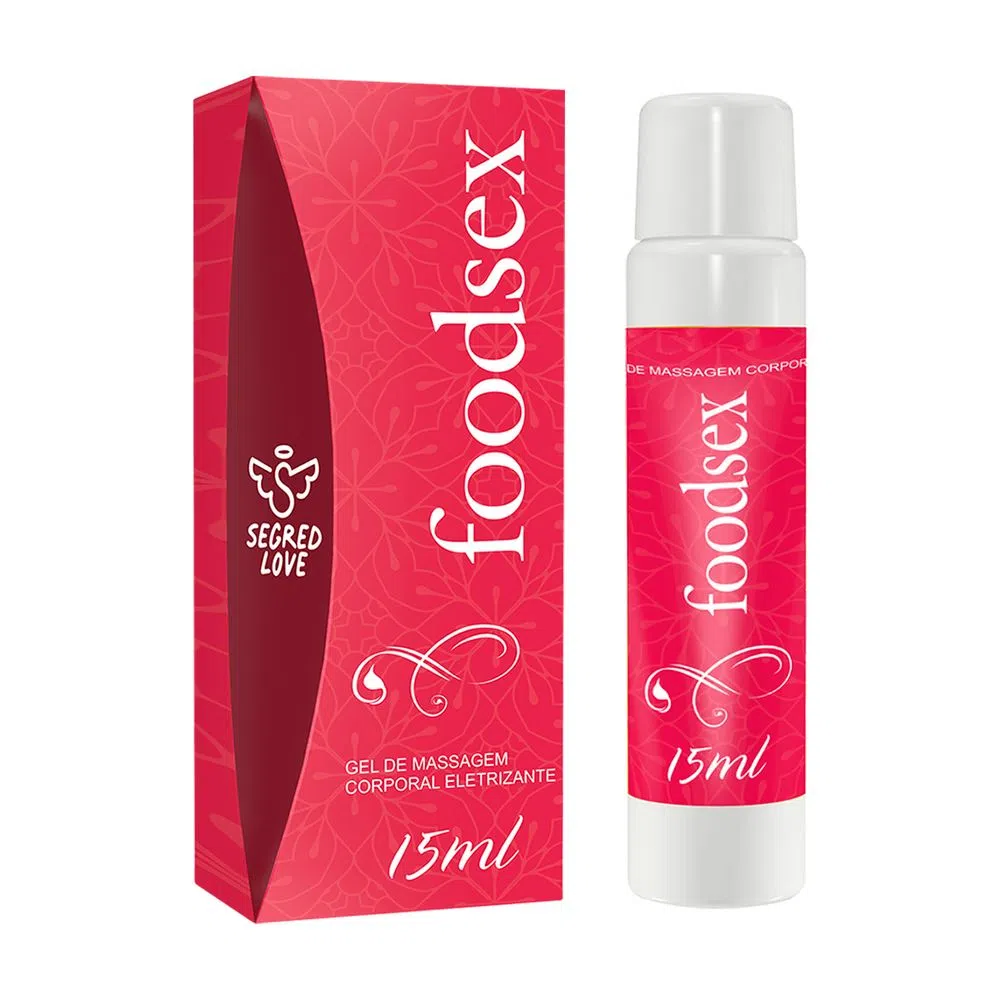 foodsex
SEGRED
LOVE
GEL DE MASSAGEM
CORPORAL ELETRIZANTE
15ml
DE MASSAGEM CORPOR
foodsex
15ml